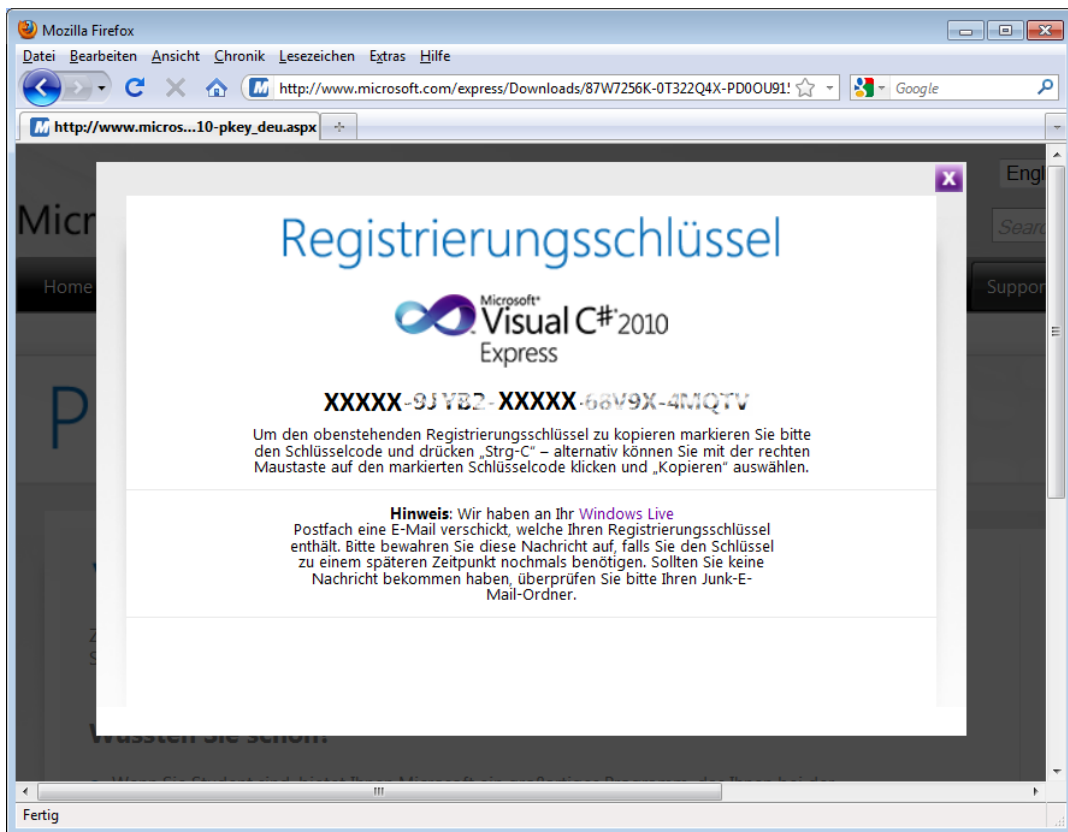 Mozilla Firefox
Datei Bearbeiten Ansicht Chronik Lesezeichen Extras Hilfe
http://www.microsoft.com/express/Downloads/87W7256K-0T322Q4X-PD0OU91
Google
http://www.micros...10-pkey_deu.aspx
Engl
Micr
Searc
Home
Suppor
Registrierungsschlüssel
Microsoft
Visual C# 2010
Express
XXXXX- XXXXX
Um den obenstehenden Registrierungsschlüssel zu kopieren markieren Sie bitte
den Schlüsselcode und drücken „Strg-C“ – alternativ können Sie mit der rechten
Maustaste auf den markierten Schlüsselcode klicken und „Kopieren“ auswählen.
Hinweis: Wir haben an Ihr Windows Live
Postfach eine E-Mail verschickt, welche Ihren Registrierungsschlüssel
enthält. Bitte bewahren Sie diese Nachricht auf, falls Sie den Schlüssel
zu einem späteren Zeitpunkt nochmals benötigen. Sollten Sie keine
Nachricht bekommen haben, überprüfen Sie bitte Ihren Junk-E-
Mail-Ordner.
Wussten Sie schon?
Fertig